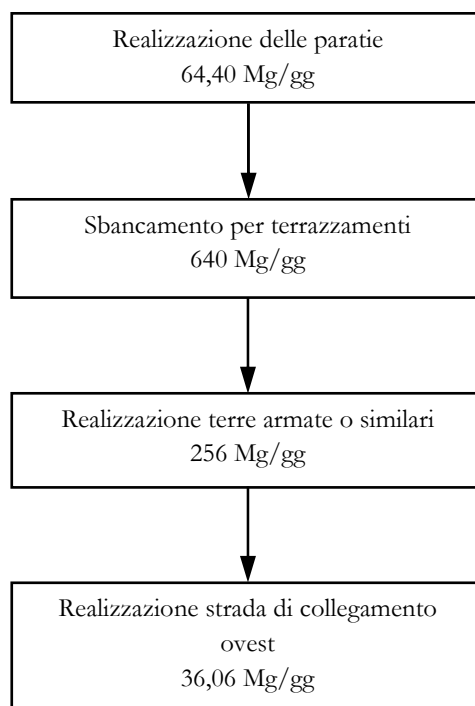 Realizzazione delle paratie
64,40 Mg/gg
Sbancamento per terrazzamenti
640 Mg/gg
Realizzazione terre armate o similari
256 Mg/gg
Realizzazione strada di collegamento
ovest
36,06 Mg/gg